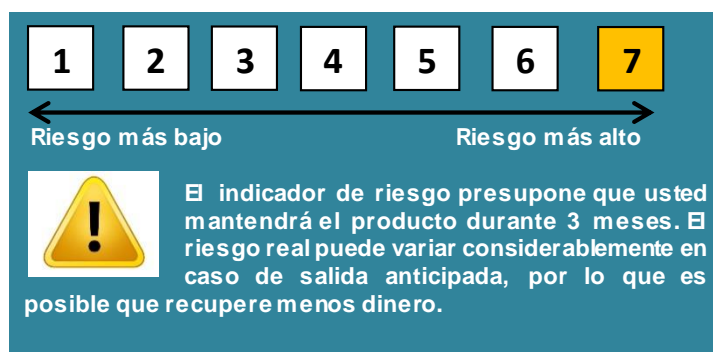 1 2 3 4 5 6 7
Riesgo más bajo Riesgo más alto
El indicador de riesgo presupone que usted
mantendrá el producto durante 3 meses. El
riesgo real puede variar considerablemente en
caso de salida anticipada, por lo que es
posible que recupere menos dinero.